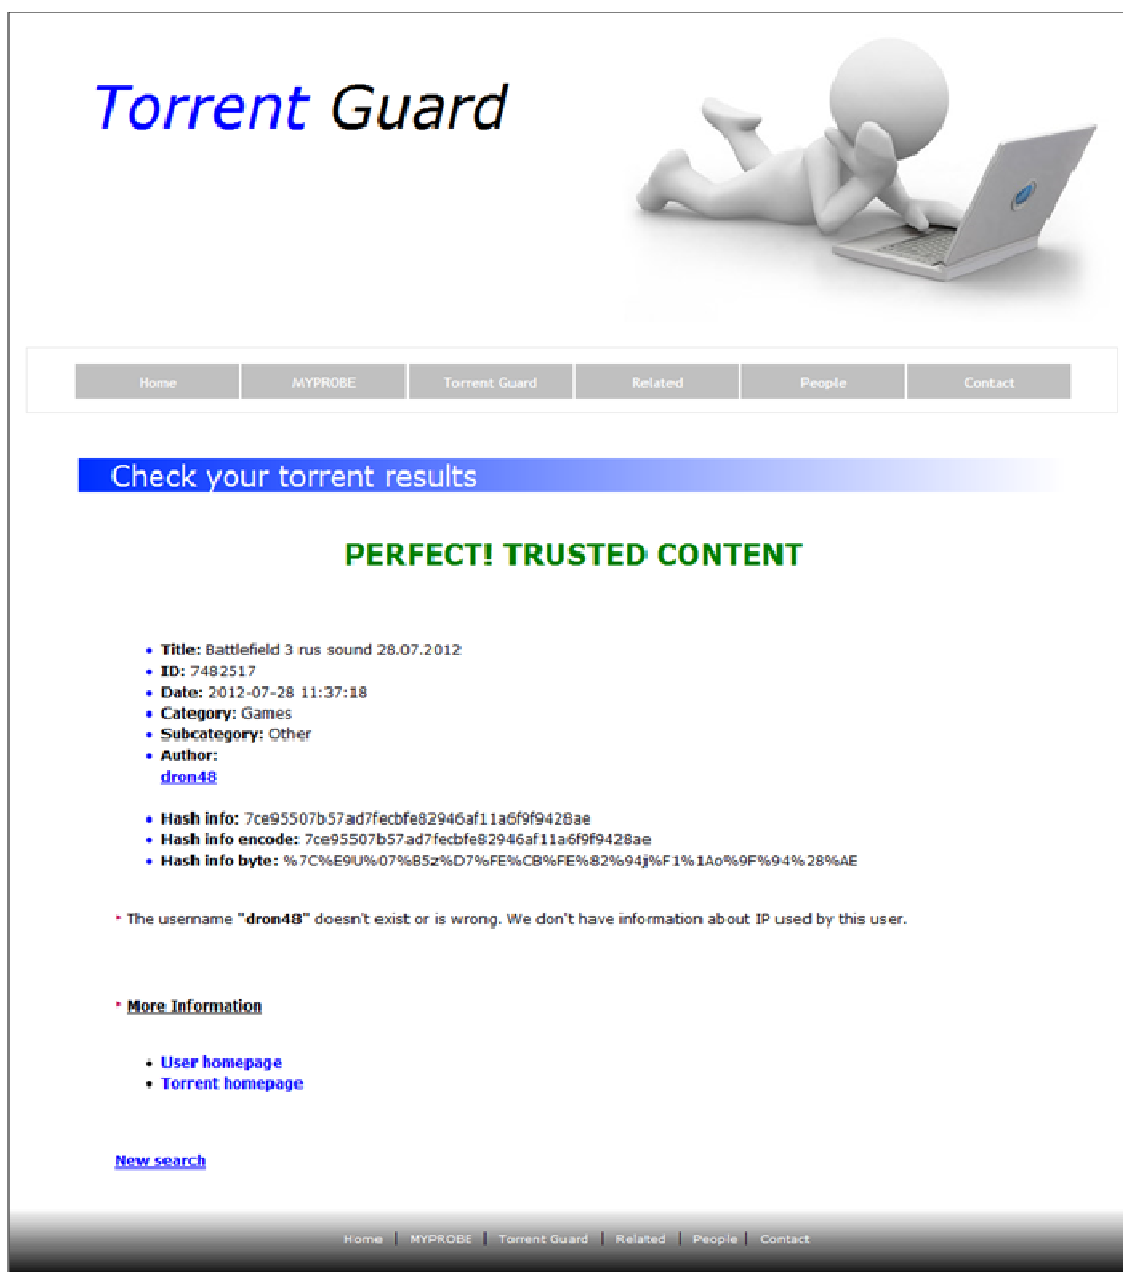 Torrent Guard
Home MYPROBE Torrent Guard Related People Contact
Check your torrent results
PERFECT! TRUSTED CONTENT
• Title: Battlefield 3 rus sound 28.07.2012
• ID: 7482517
• Date: 2012-07-28 11:37:18
• Category: Games
• Subcategory: Other
• Author:
dron48
• Hash info: 7ce95507b57ad7fecbfe82946af11a6f9f9428ae
• Hash info encode: 7ce95507b57ad7fecbfe82946af11a6f9f9428ae
• Hash info byte: %7C%E9U%07%B5z%D7%FE%CB%FE%82%94j%F1%1Ao%9F%94%28%AE
* The username "dron48" doesn't exist or is wrong. We don't have information about IP used by this user.
* More Information
• User homepage
• Torrent homepage
New search
Home | MYPROBE | Torrent Guard | Related | People | Contact